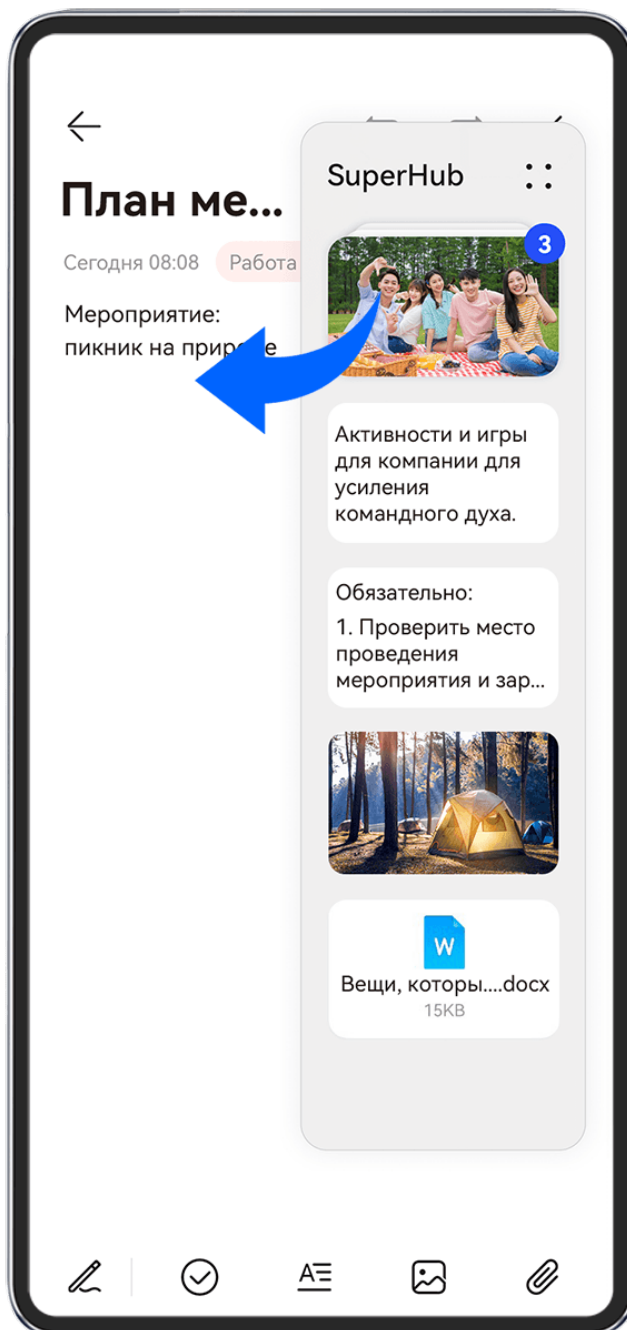 План ме...
Сегодня 08:08 Работа
Мероприятие:
пикник на природе
SuperHub
3
Активности и игры
для компании для
усиления
командного духа.
Обязательно:
1. Проверить место
проведения
мероприятия и зар...
W
Вещи, которы....docx
15KB
A